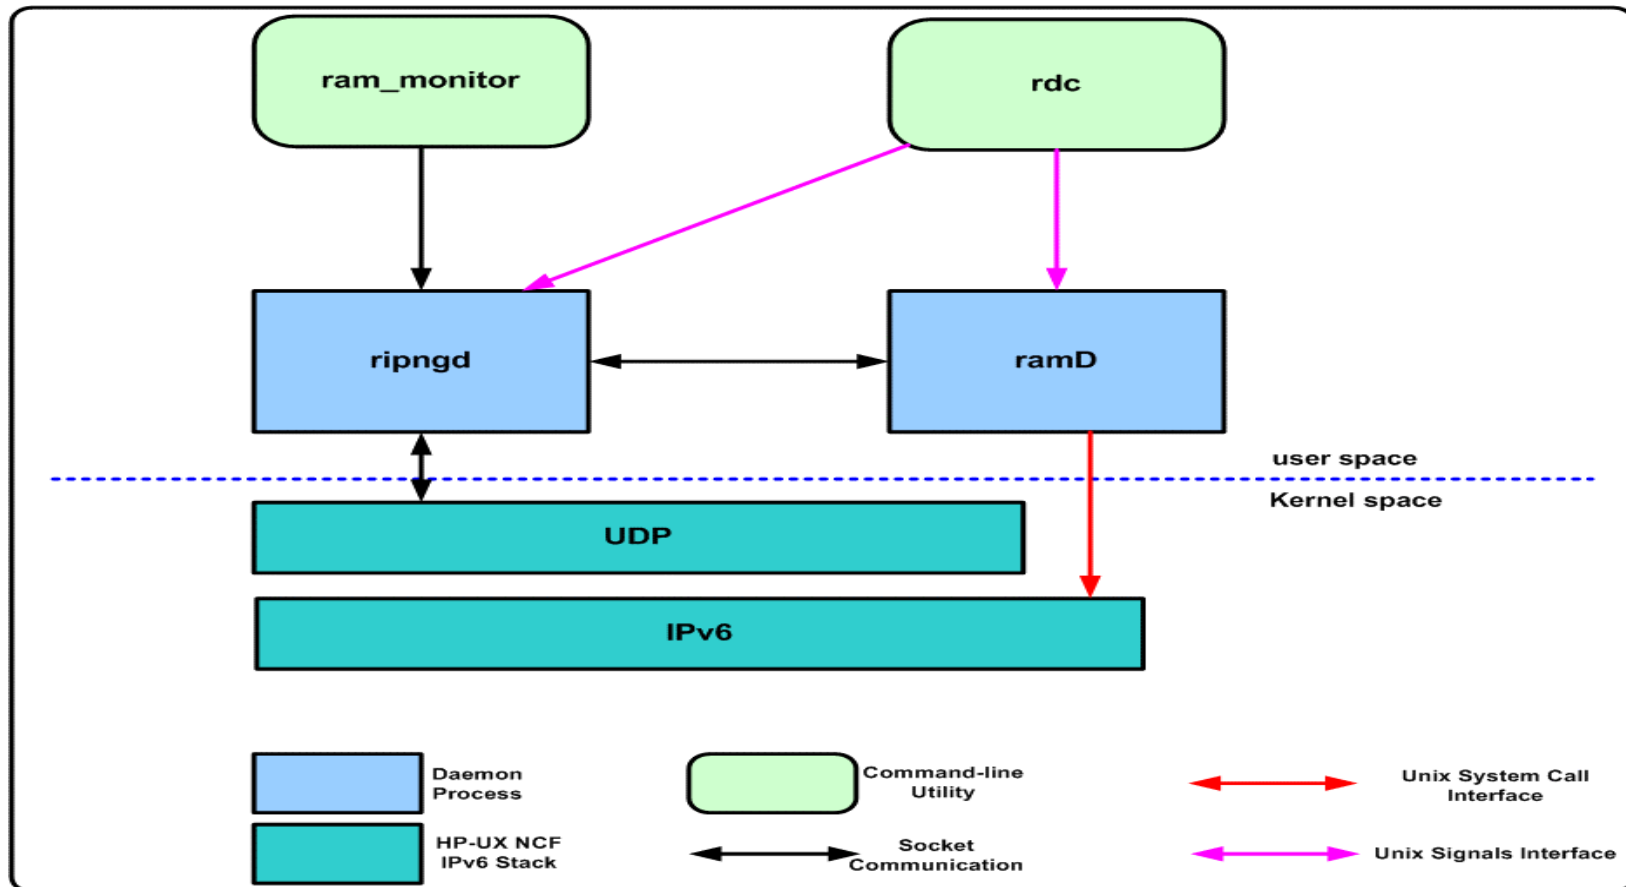 ram_monitor
rdc
ripngd
ramD
user space
Kernel space
UDP
IPv6
Daemon
Process
Command-line
Utility
Unix System Call
Interface
HP-UX NCF
IPv6 Stack
Socket
Communication
Unix Signals Interface